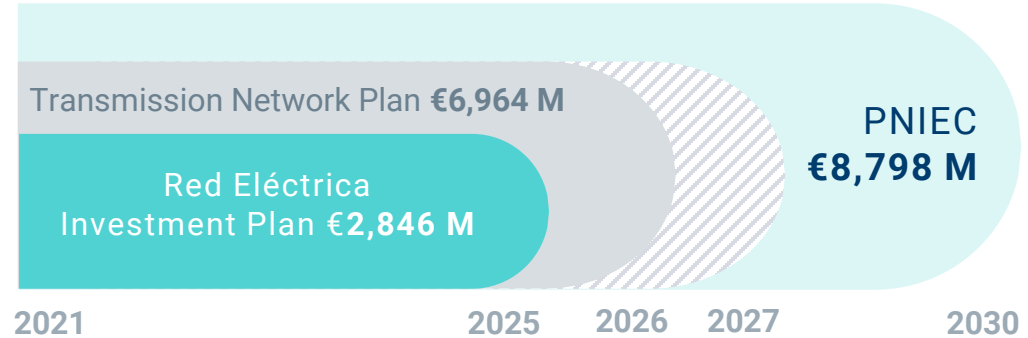 Transmission Network Plan €6,964 M
PNIEC
€8,798 M
Red Eléctrica
Investment Plan €2,846 M
2021
2025
2026
2027
2030